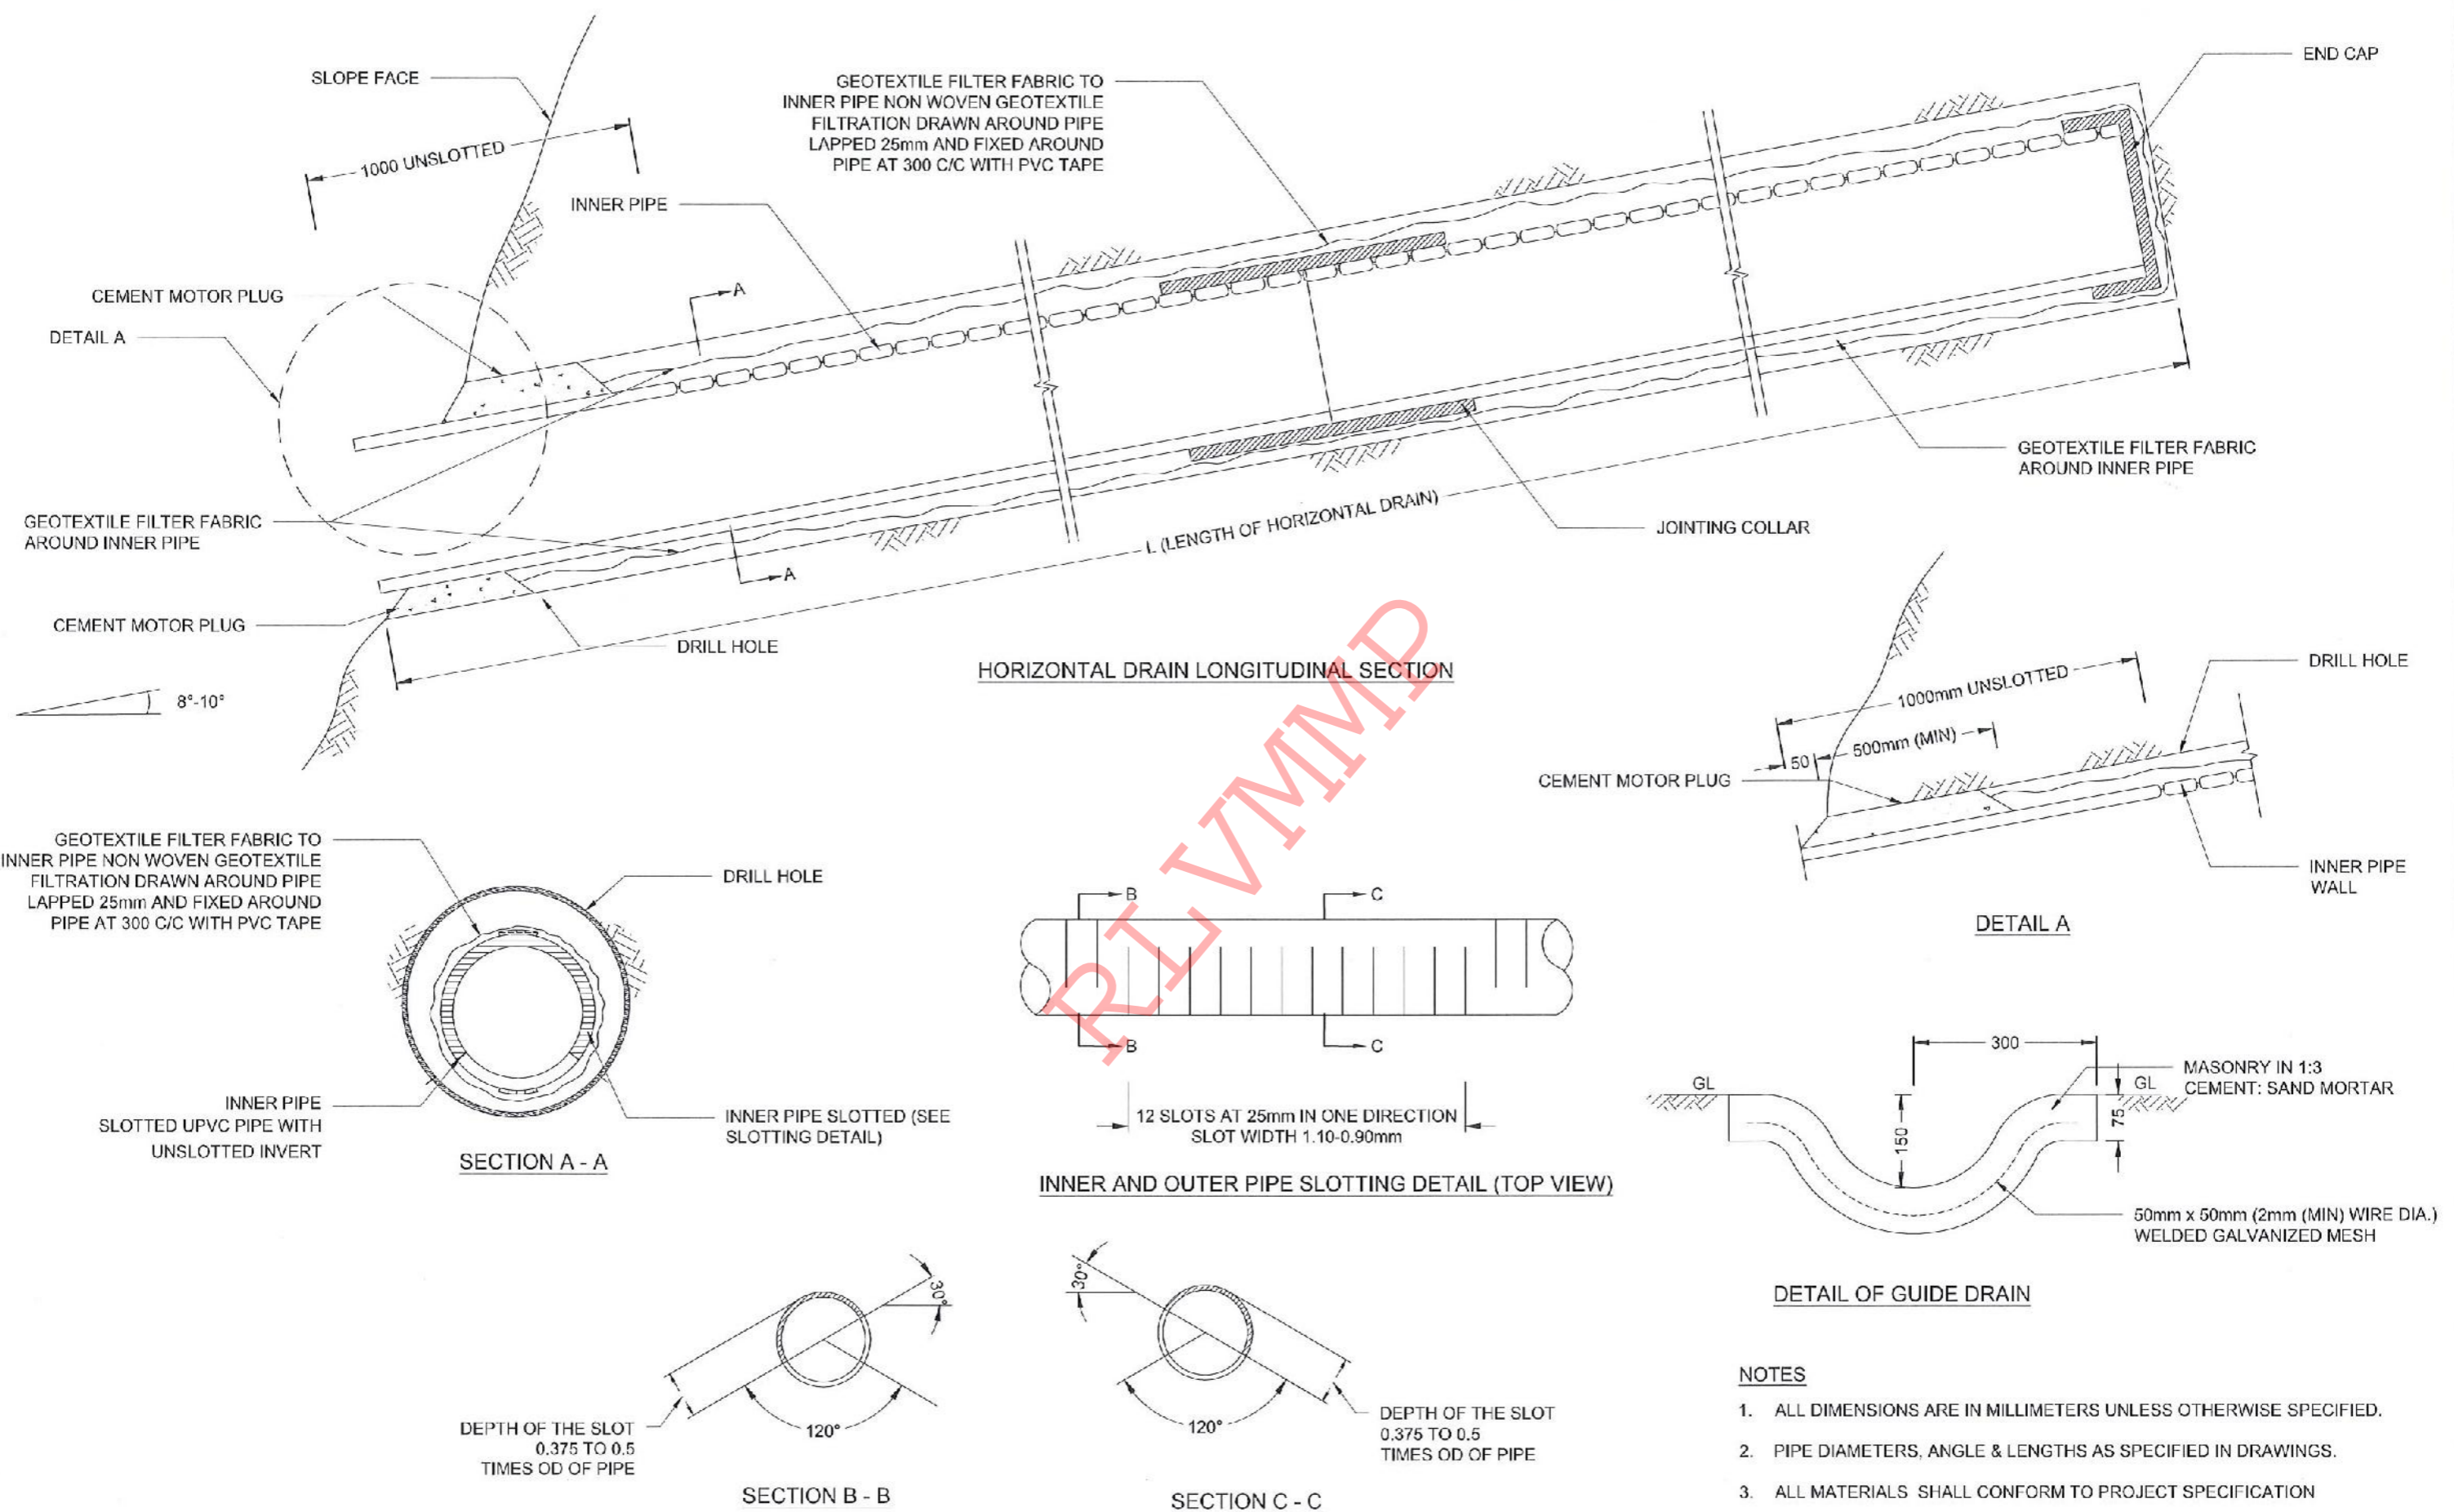 SLOPE FACE
1000 UNSLOTTED
GEOTEXTILE FILTER FABRIC TO
INNER PIPE NON WOVEN GEOTEXTILE
FILTRATION DRAWN AROUND PIPE
LAPPED 25mm AND FIXED AROUND
PIPE AT 300 C/C WITH PVC TAPE
END CAP
INNER PIPE
CEMENT MOTOR PLUG
DETAIL A
A
GEOTEXTILE FILTER FABRIC
AROUND INNER PIPE
A
CEMENT MOTOR PLUG
DRILL HOLE
L (LENGTH OF HORIZONTAL DRAIN)
JOINTING COLLAR
GEOTEXTILE FILTER FABRIC
AROUND INNER PIPE
8°-10°
HORIZONTAL DRAIN LONGITUDINAL SECTION
RLVMMP
1000mm UNSLOTTED
50
500mm (MIN)
DRILL HOLE
CEMENT MOTOR PLUG
INNER PIPE
WALL
DETAIL A
GEOTEXTILE FILTER FABRIC TO
INNER PIPE NON WOVEN GEOTEXTILE
FILTRATION DRAWN AROUND PIPE
LAPPED 25mm AND FIXED AROUND
PIPE AT 300 C/C WITH PVC TAPE
DRILL HOLE
INNER PIPE
SLOTTED UPVC PIPE WITH
UNSLOTTED INVERT
INNER PIPE SLOTTED (SEE
SLOTTING DETAIL)
SECTION A - A
B
C
B
C
12 SLOTS AT 25mm IN ONE DIRECTION
SLOT WIDTH 1.10-0.90mm
INNER AND OUTER PIPE SLOTTING DETAIL (TOP VIEW)
300
GL
GL
150
75
MASONRY IN 1:3
CEMENT: SAND MORTAR
50mm x 50mm (2mm (MIN) WIRE DIA.)
WELDED GALVANIZED MESH
DETAIL OF GUIDE DRAIN
30°
120°
DEPTH OF THE SLOT
0.375 TO 0.5
TIMES OD OF PIPE
SECTION B - B
30°
120°
DEPTH OF THE SLOT
0.375 TO 0.5
TIMES OD OF PIPE
SECTION C - C
NOTES
1. ALL DIMENSIONS ARE IN MILLIMETERS UNLESS OTHERWISE SPECIFIED.
2. PIPE DIAMETERS, ANGLE & LENGTHS AS SPECIFIED IN DRAWINGS.
3. ALL MATERIALS SHALL CONFORM TO PROJECT SPECIFICATION